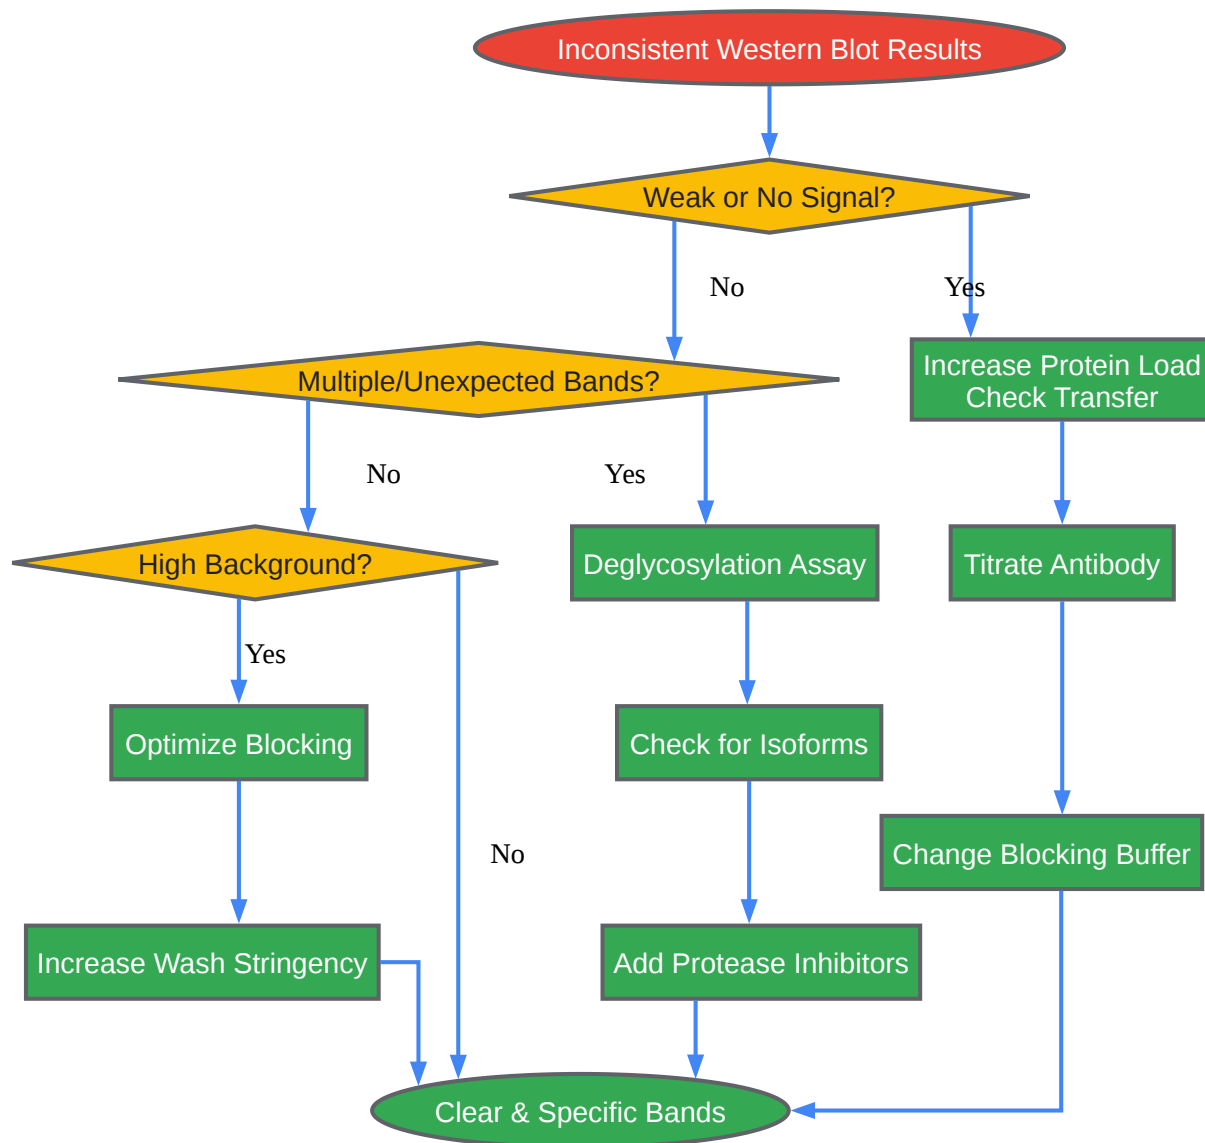 Inconsistent Western Blot Results
Weak or No Signal?
No
Yes
Increase Protein Load
Check Transfer
Multiple/Unexpected Bands?
No
Yes
High Background?
Deglycosylation Assay
Titrate Antibody
Yes
Optimize Blocking
Check for Isoforms
No
Change Blocking Buffer
Increase Wash Stringency
Add Protease Inhibitors
Clear & Specific Bands